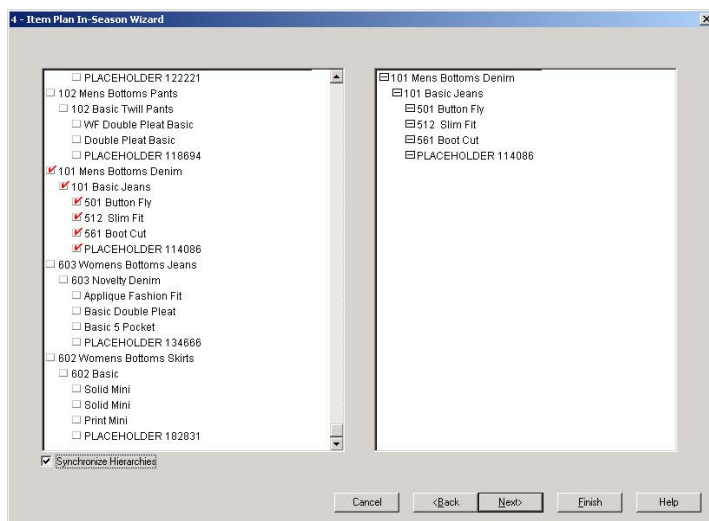 4 - Item Plan In-Season Wizard
PLACEHOLDER 122221
102 Mens Bottoms Pants
102 Basic Twill Pants
WF Double Pleat Basic
Double Pleat Basic
PLACEHOLDER 118694
101 Mens Bottoms Denim
101 Basic Jeans
501 Button Fly
512 Slim Fit
561 Boot Cut
PLACEHOLDER 114086
603 Womens Bottoms Jeans
603 Novelty Denim
Applique Fashion Fit
Basic Double Pleat
Basic 5 Pocket
PLACEHOLDER 134666
602 Womens Bottoms Skirts
602 Basic
Solid Mini
Solid Mini
Print Mini
PLACEHOLDER 182831
Synchronize Hierarchies
101 Mens Bottoms Denim
101 Basic Jeans
501 Button Fly
512 Slim Fit
561 Boot Cut
PLACEHOLDER 114086
Cancel
<Back
Next>
Finish
Help